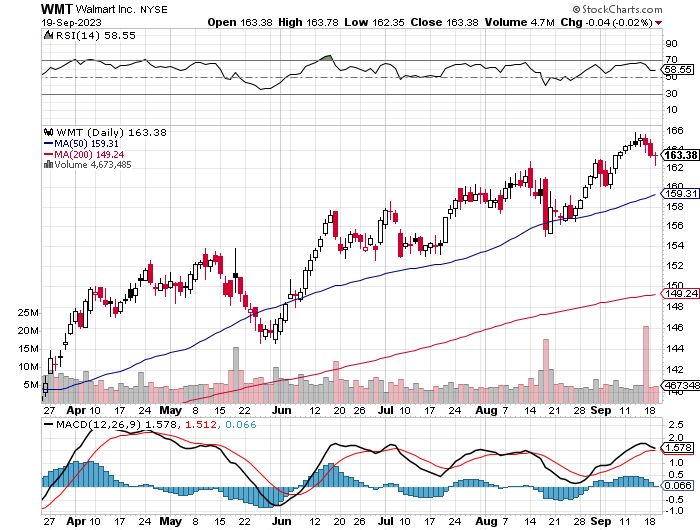 WMT Walmart Inc. NYSE © StockCharts.com
19-Sep-2023 Open 163.38 High 163.78 Low 162.35 Close 163.38 Volume 4.7M Chg -0.04 (-0.02%)
RSI(14) 58.55
90
70
58.55
50
30
10
WMT (Daily) 163.38
MA(50) 159.31
MA(200) 149.24
Volume 4,673,485
166
164
163.38
162
160
159.31
158
156
154
152
150
149.24
148
146
144
142
140
25M
20M
15M
10M
5M
4673485
27 Apr 10 17 24 May 8 15 22 Jun 12 20 26 Jul 10 17 24 Aug 7 14 21 28 Sep 11 18
MACD(12,26,9) 1.578, 1.512, 0.066
2.5
2.0
1.578
1.0
0.5
0.066
-0.5
-1.0
27 Apr 10 17 24 May 8 15 22 Jun 12 20 26 Jul 10 17 24 Aug 7 14 21 28 Sep 11 18